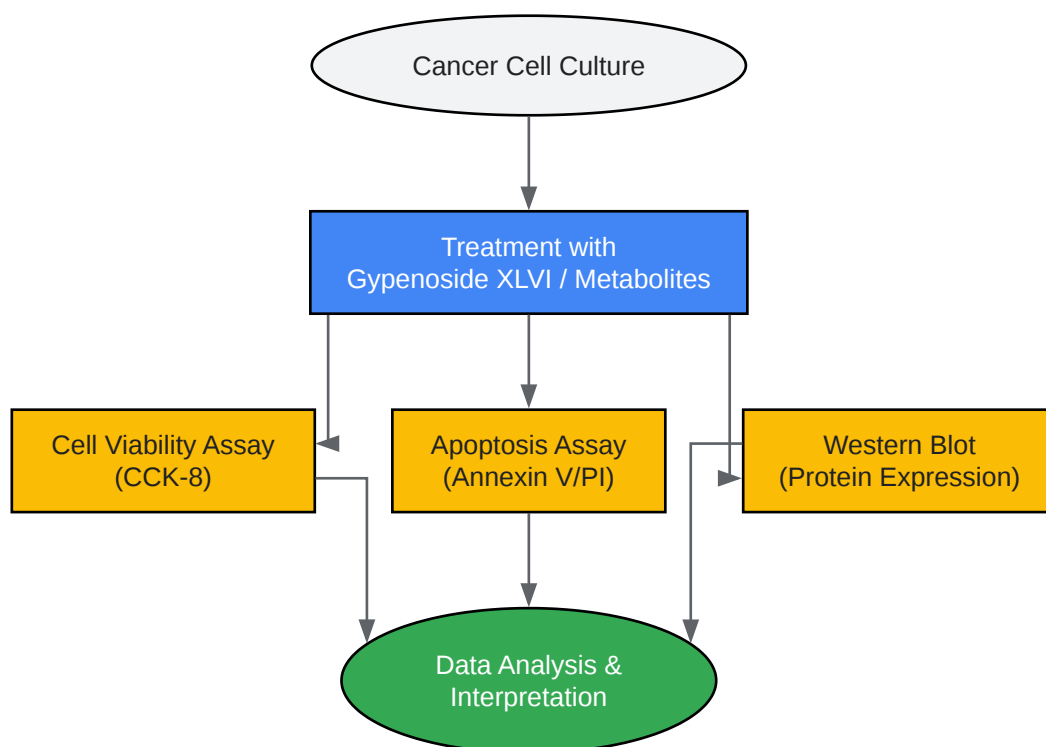 Cancer Cell Culture
Treatment with
Gypenoside XLVI / Metabolites
Cell Viability Assay
(CCK-8)
Apoptosis Assay
(Annexin V/PI)
Western Blot
(Protein Expression)
Data Analysis &
Interpretation